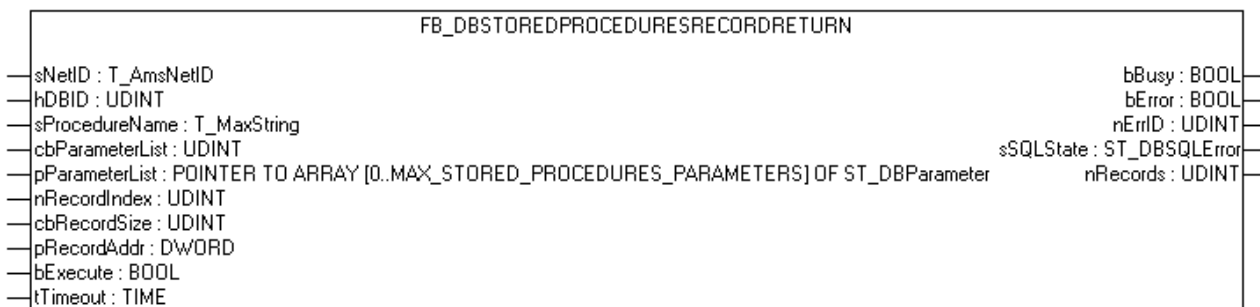 FB_DBSTOREDPROCEDURESRECORDRETURN
sNetID : T_AmsNetID bBusy : BOOL
hDBID : UDINT bError : BOOL
sProcedureName : T_MaxString nErrID : UDINT
cbParameterList : UDINT sSQLState : ST_DBSQLError
pParameterList : POINTER TO ARRAY [0..MAX_STORED_PROCEDURES_PARAMETERS] OF ST_DBParameter nRecords : UDINT
nRecordIndex : UDINT
cbRecordSize : UDINT
pRecordAddr : DWORD
bExecute : BOOL
tTimeout : TIME